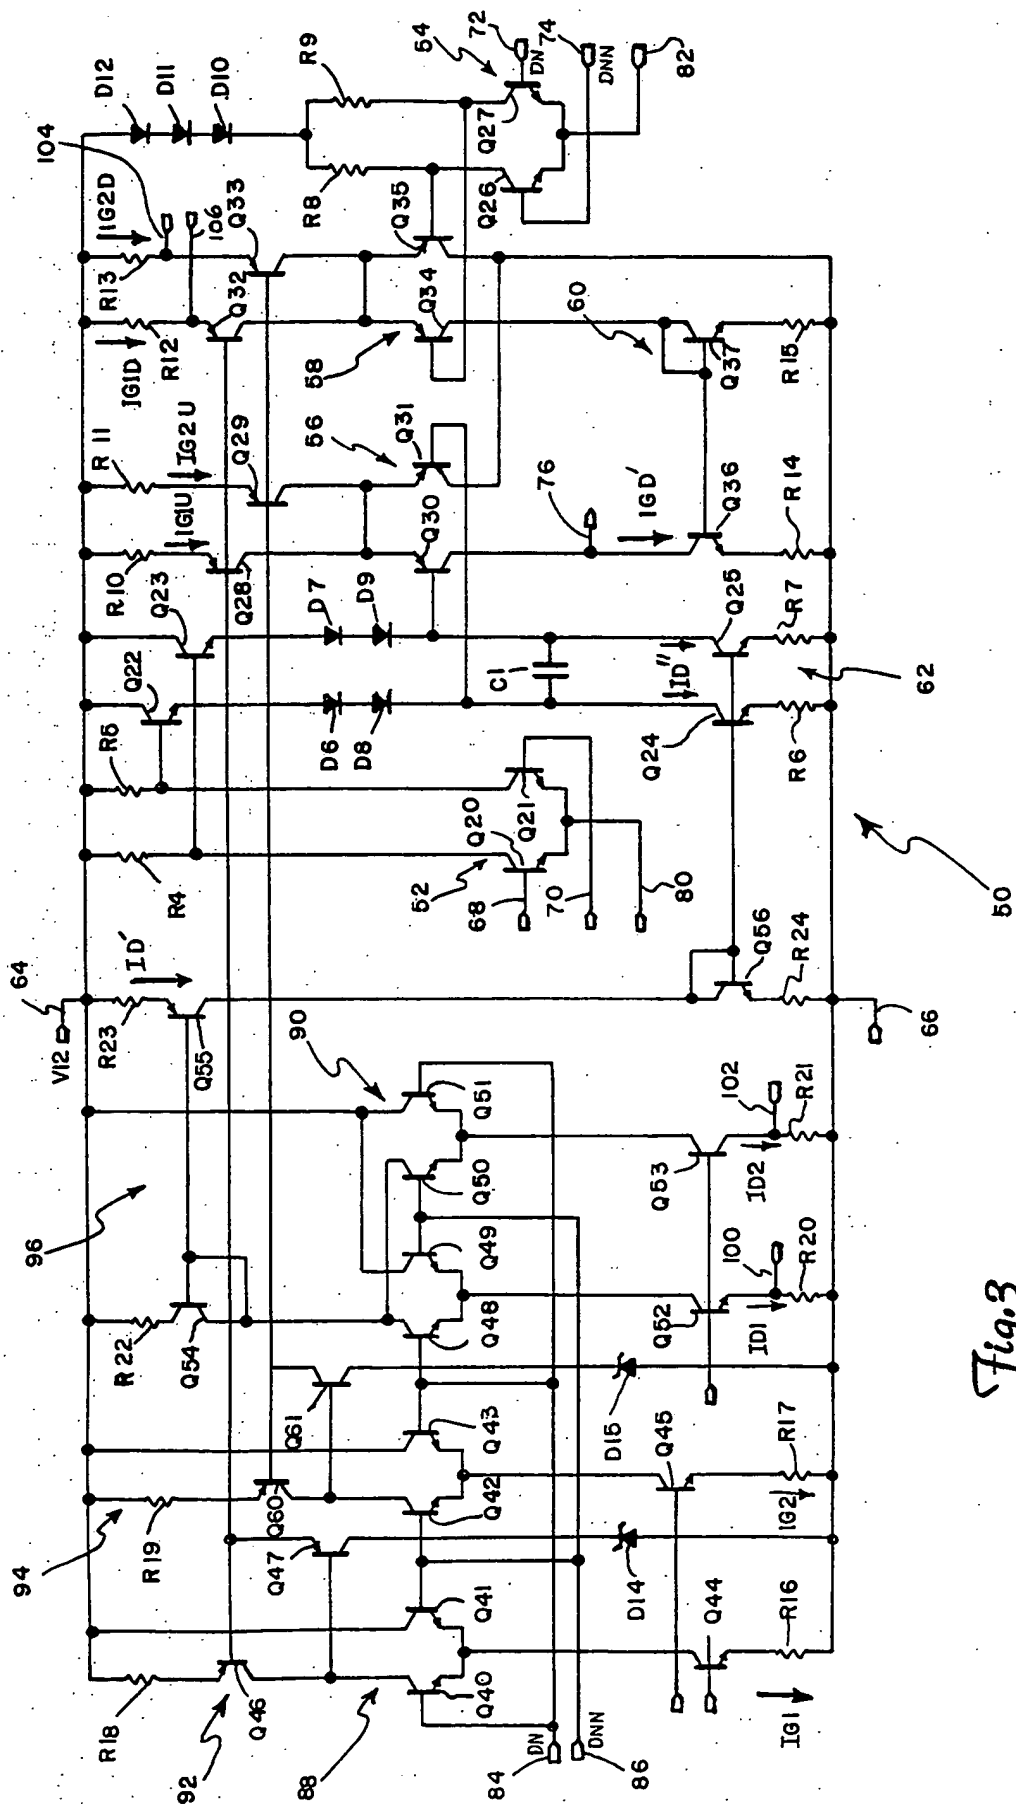 D12
D11
D10
104
IG2D
106
R13
Q33
Q32
R12
IG1D
R9
R8
54
72
DN
74
DNN
82
Q27
Q26
Q35
Q34
58
60
Q37
R15
R11
IG2U
Q29
56
Q31
IG1U
R10
Q28
Q30
76
IGD'
Q36
R14
Q23
Q22
D7
D9
D6
D8
C1
ID"
Q25
R7
62
Q24
R6
R5
R4
Q20
Q21
52
68
70
80
50
64
V12
ID'
R23
Q55
Q56
R24
66
90
Q51
Q50
Q49
Q48
102
R21
Q53
ID2
100
R20
Q52
ID1
96
R22
Q54
Q61
D15
Q43
Q42
Q45
R17
IG2
94
R19
Q60
Q47
D14
Q41
Q40
Q44
R16
IG1
R18
Q46
92
88
DN
84
DNN
86
Fig.3